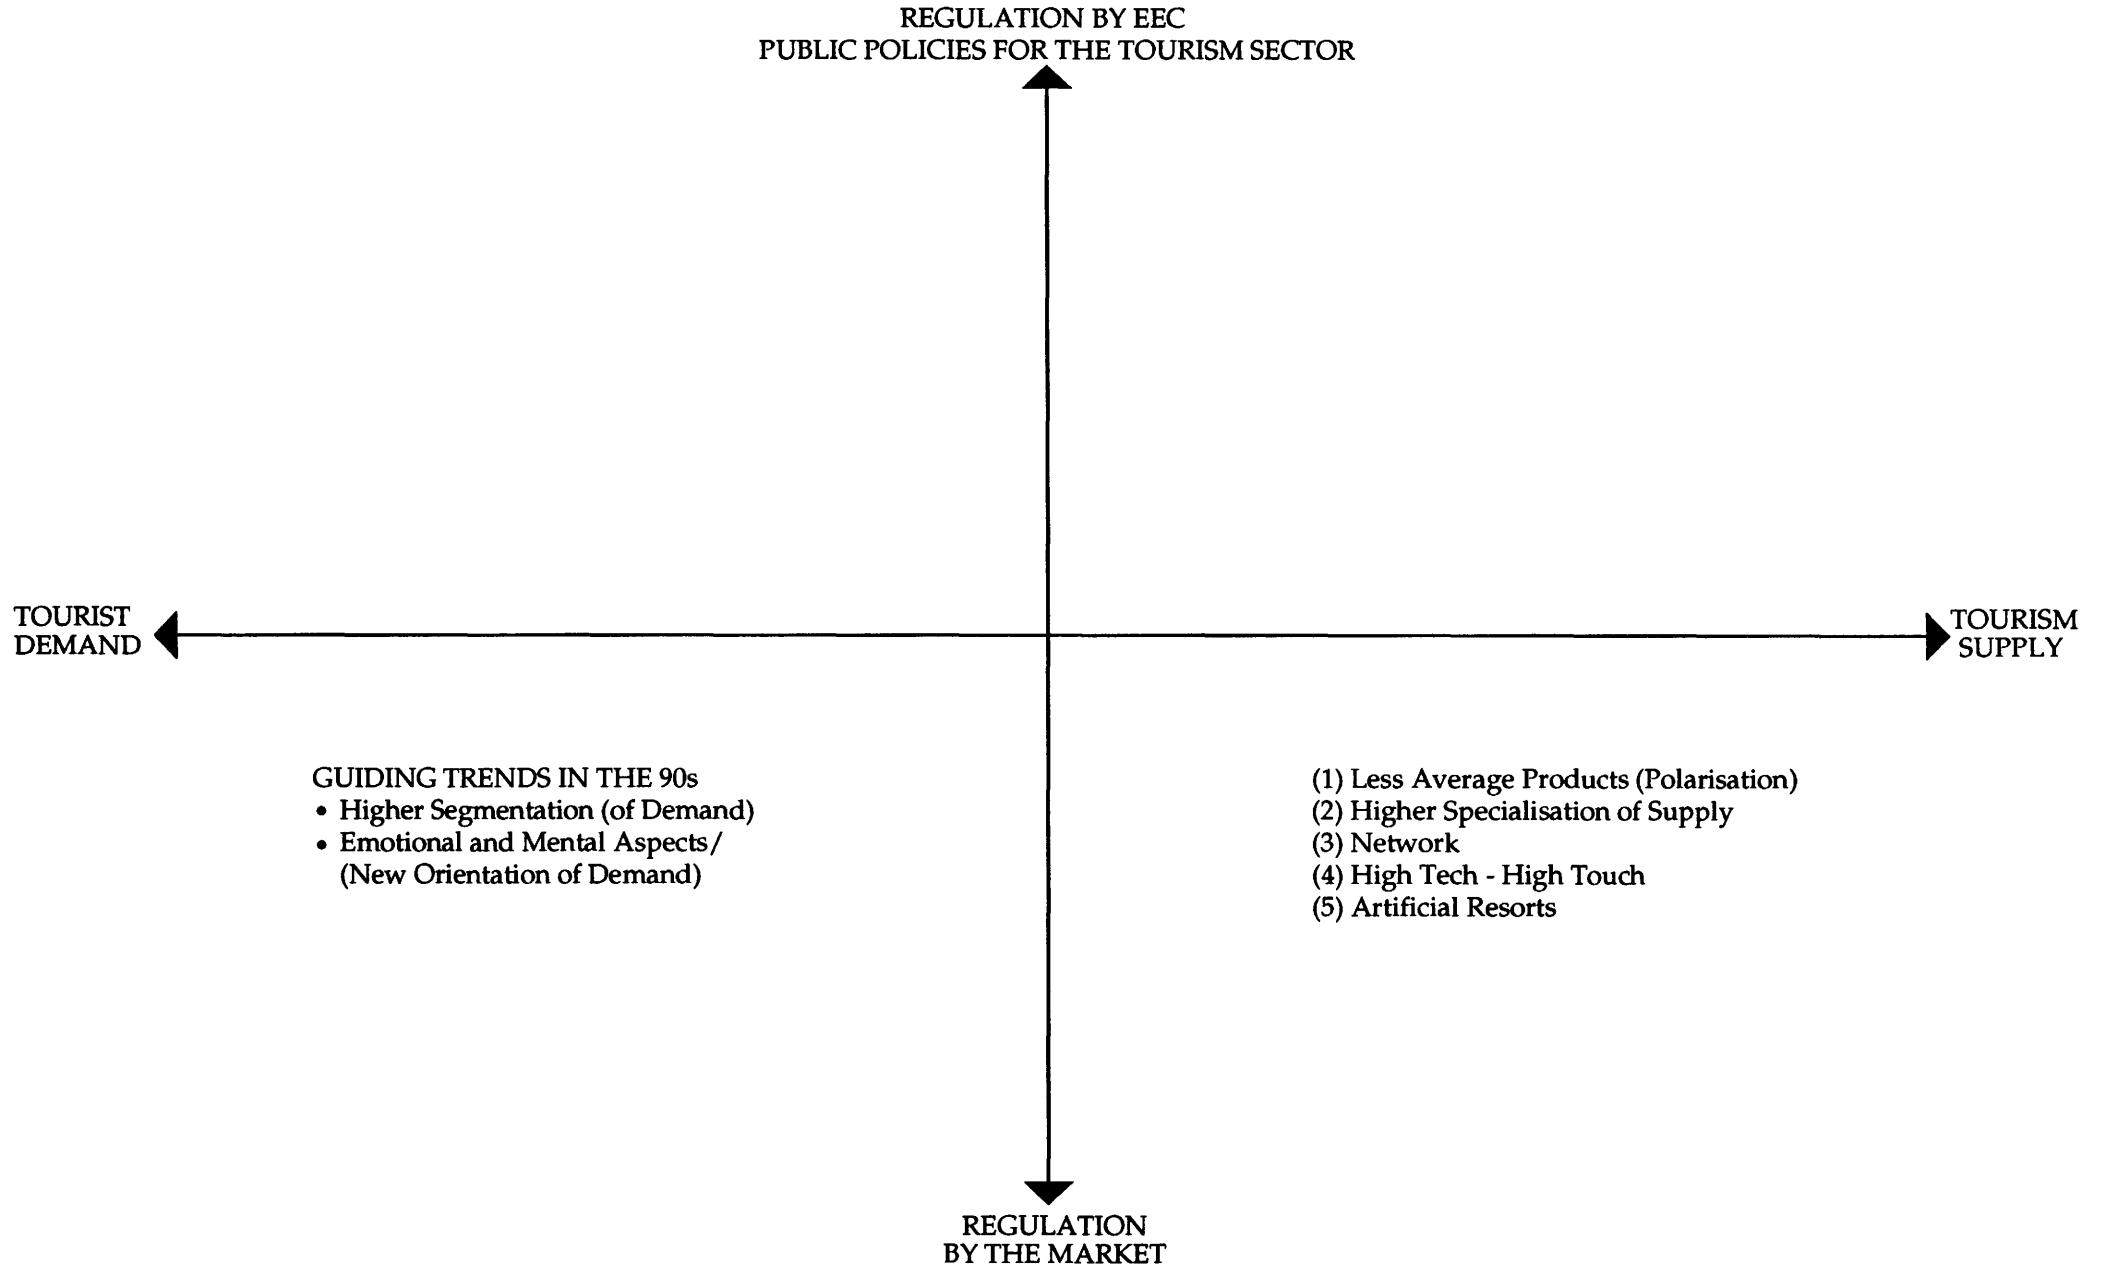 REGULATION BY EEC
PUBLIC POLICIES FOR THE TOURISM SECTOR
TOURIST
DEMAND
TOURISM
SUPPLY
GUIDING TRENDS IN THE 90s
• Higher Segmentation (of Demand)
• Emotional and Mental Aspects/
(New Orientation of Demand)
(1) Less Average Products (Polarisation)
(2) Higher Specialisation of Supply
(3) Network
(4) High Tech - High Touch
(5) Artificial Resorts
REGULATION
BY THE MARKET